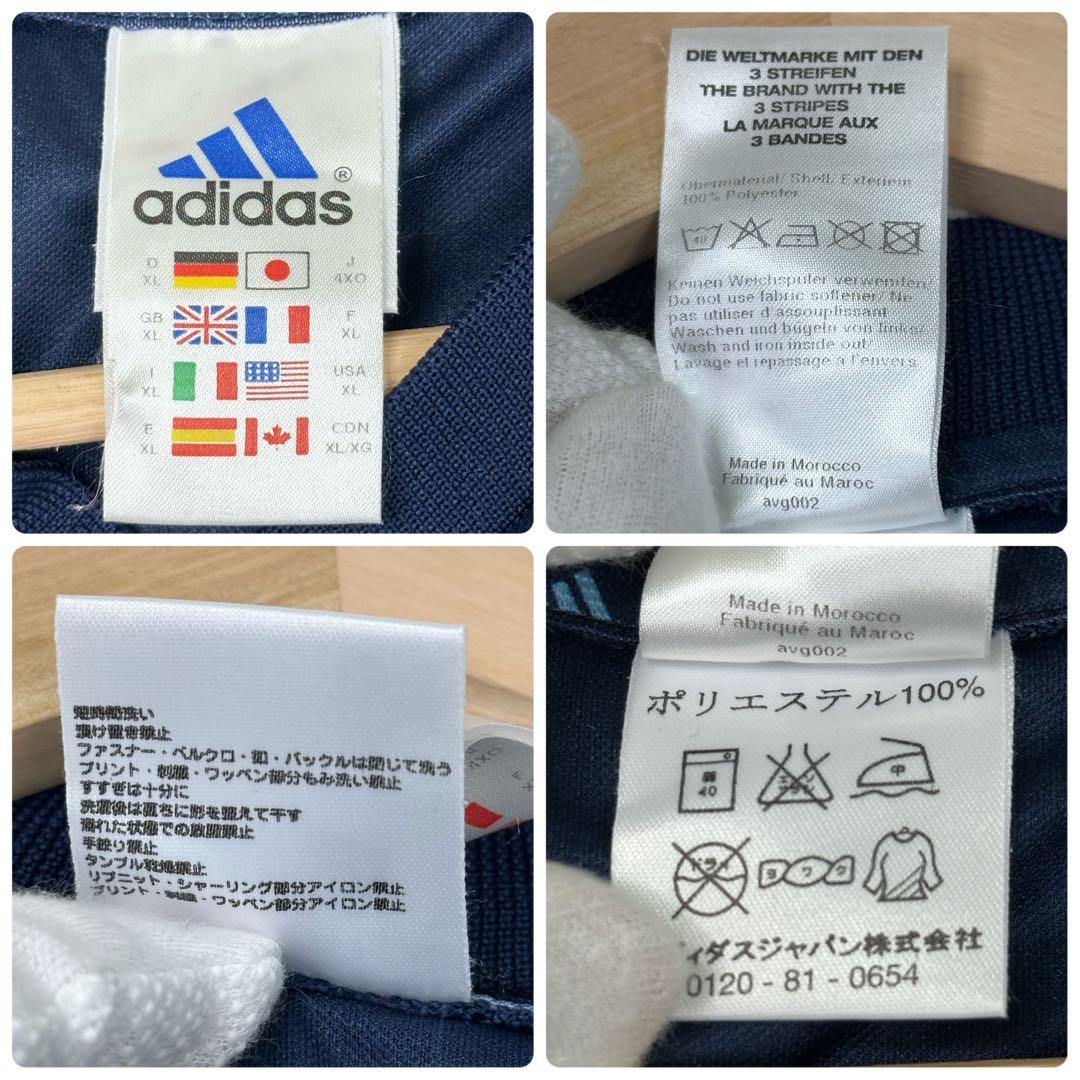 adidas®
D
XL
J
4XO
GB
XL
F
XL
I
XL
USA
XL
E
XL
CDN
XL/XG
DIE WELTMARKE MIT DEN
3 STREIFEN
THE BRAND WITH THE
3 STRIPES
LA MARQUE AUX
3 BANDES
Obermaterial/ Shell, Exterieur
100% Polyester
40
Keinen Weichspüler verwenden/
Do not use fabric softener/ Ne
pas utiliser d'assouplissant
Waschen und bügeln von links/
Wash and iron inside out/
Lavage et repassage à l'envers
Made in Morocco
Fabriqué au Maroc
avg002
短時間洗い
漬け置き禁止
ファスナー・ベルクロ・釦・バックルは閉じて洗う
プリント・刺繍・ワッペン部分もみ洗い禁止
すすぎは十分に
洗濯後は直ちに形を整えて干す
濡れた状態での放置禁止
手絞り禁止
タンブル乾燥禁止
リブニット・シャーリング部分アイロン禁止
プリント・刺繍・ワッペン部分アイロン禁止
Made in Morocco
Fabriqué au Maroc
avg002
ポリエステル100%
弱
40
エンソ
中
ドライ
ヨワク
ィダスジャパン株式会社
0120-81-0654